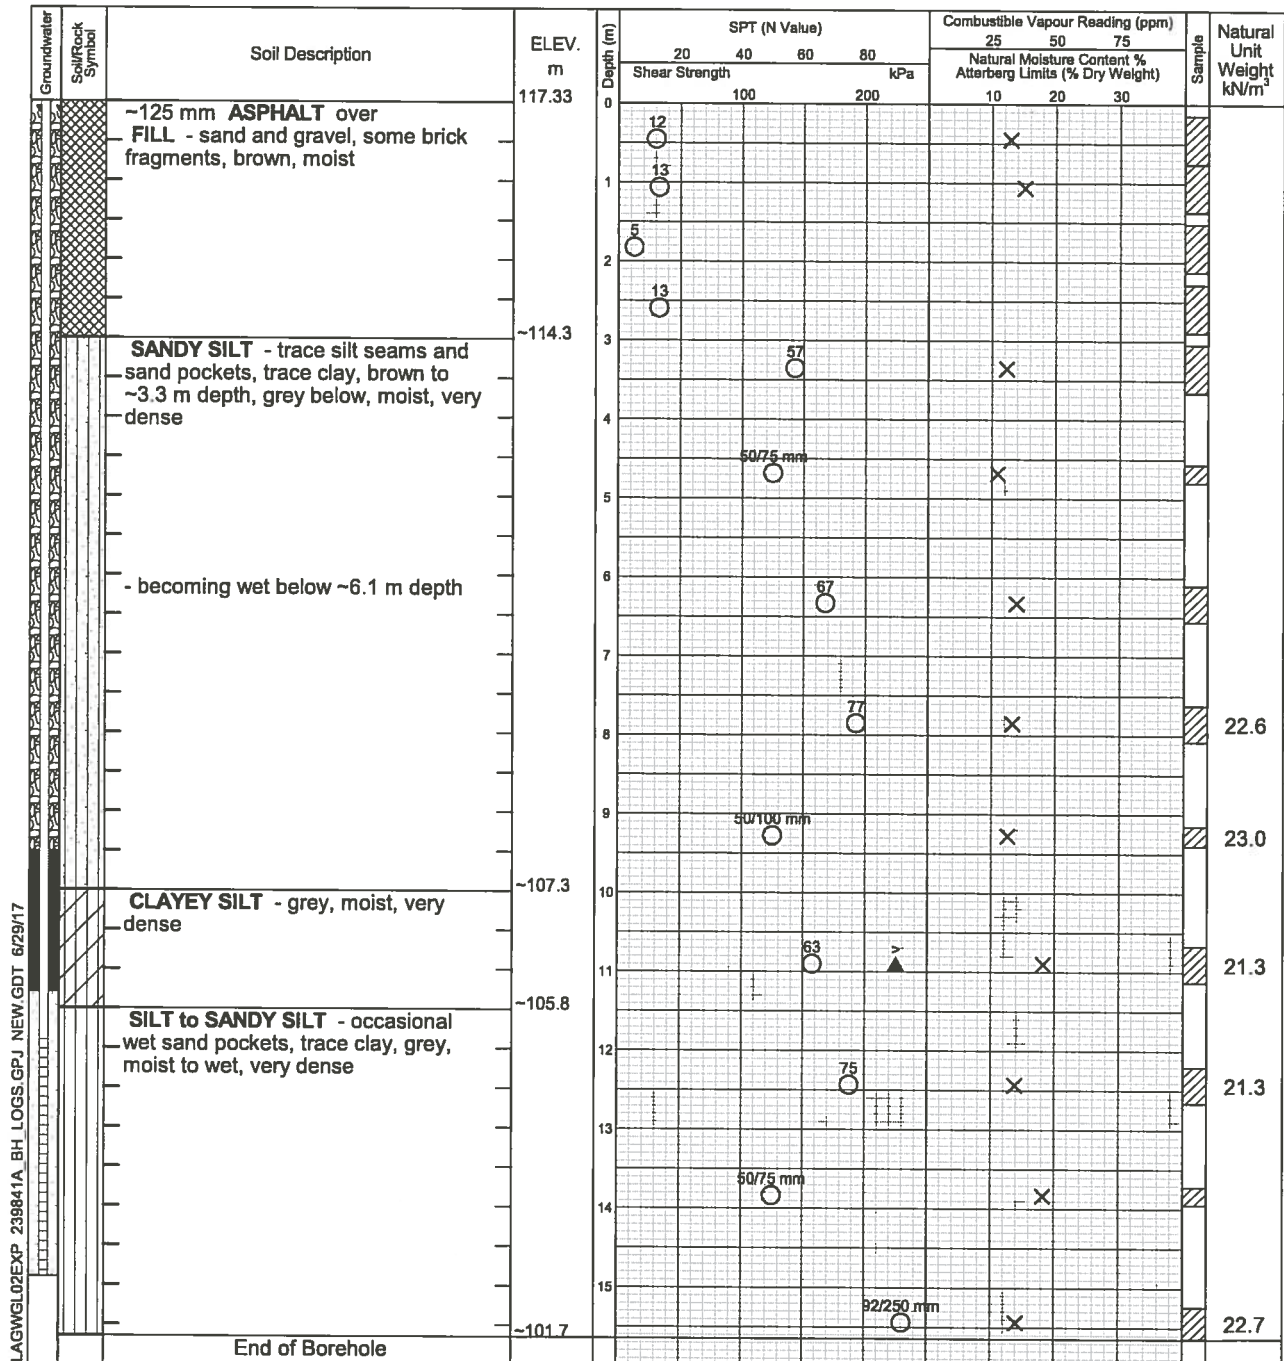 Groundwater
Soil/Rock Symbol
Soil Description
ELEV. m
Depth (m)
SPT (N Value)
20 40 60 80
Shear Strength kPa
100 200
Combustible Vapour Reading (ppm)
25 50 75
Natural Moisture Content %
Atterberg Limits (% Dry Weight)
10 20 30
Sample
Natural Unit Weight kN/m³
117.33
0
~125 mm ASPHALT over
FILL - sand and gravel, some brick
fragments, brown, moist
12
13
1
5
2
13
~114.3
3
SANDY SILT - trace silt seams and
sand pockets, trace clay, brown to
~3.3 m depth, grey below, moist, very
dense
57
4
50/75 mm
5
- becoming wet below ~6.1 m depth
6
67
7
77
8
22.6
9
50/100 mm
23.0
~107.3
10
CLAYEY SILT - grey, moist, very
dense
63
>
11
21.3
~105.8
SILT to SANDY SILT - occasional
wet sand pockets, trace clay, grey,
moist to wet, very dense
12
75
21.3
13
50/75 mm
14
15
92/250 mm
22.7
~101.7
End of Borehole
LAGWGL02EXP 239841A_BH_LOGS.GPJ NEW.GDT 6/29/17